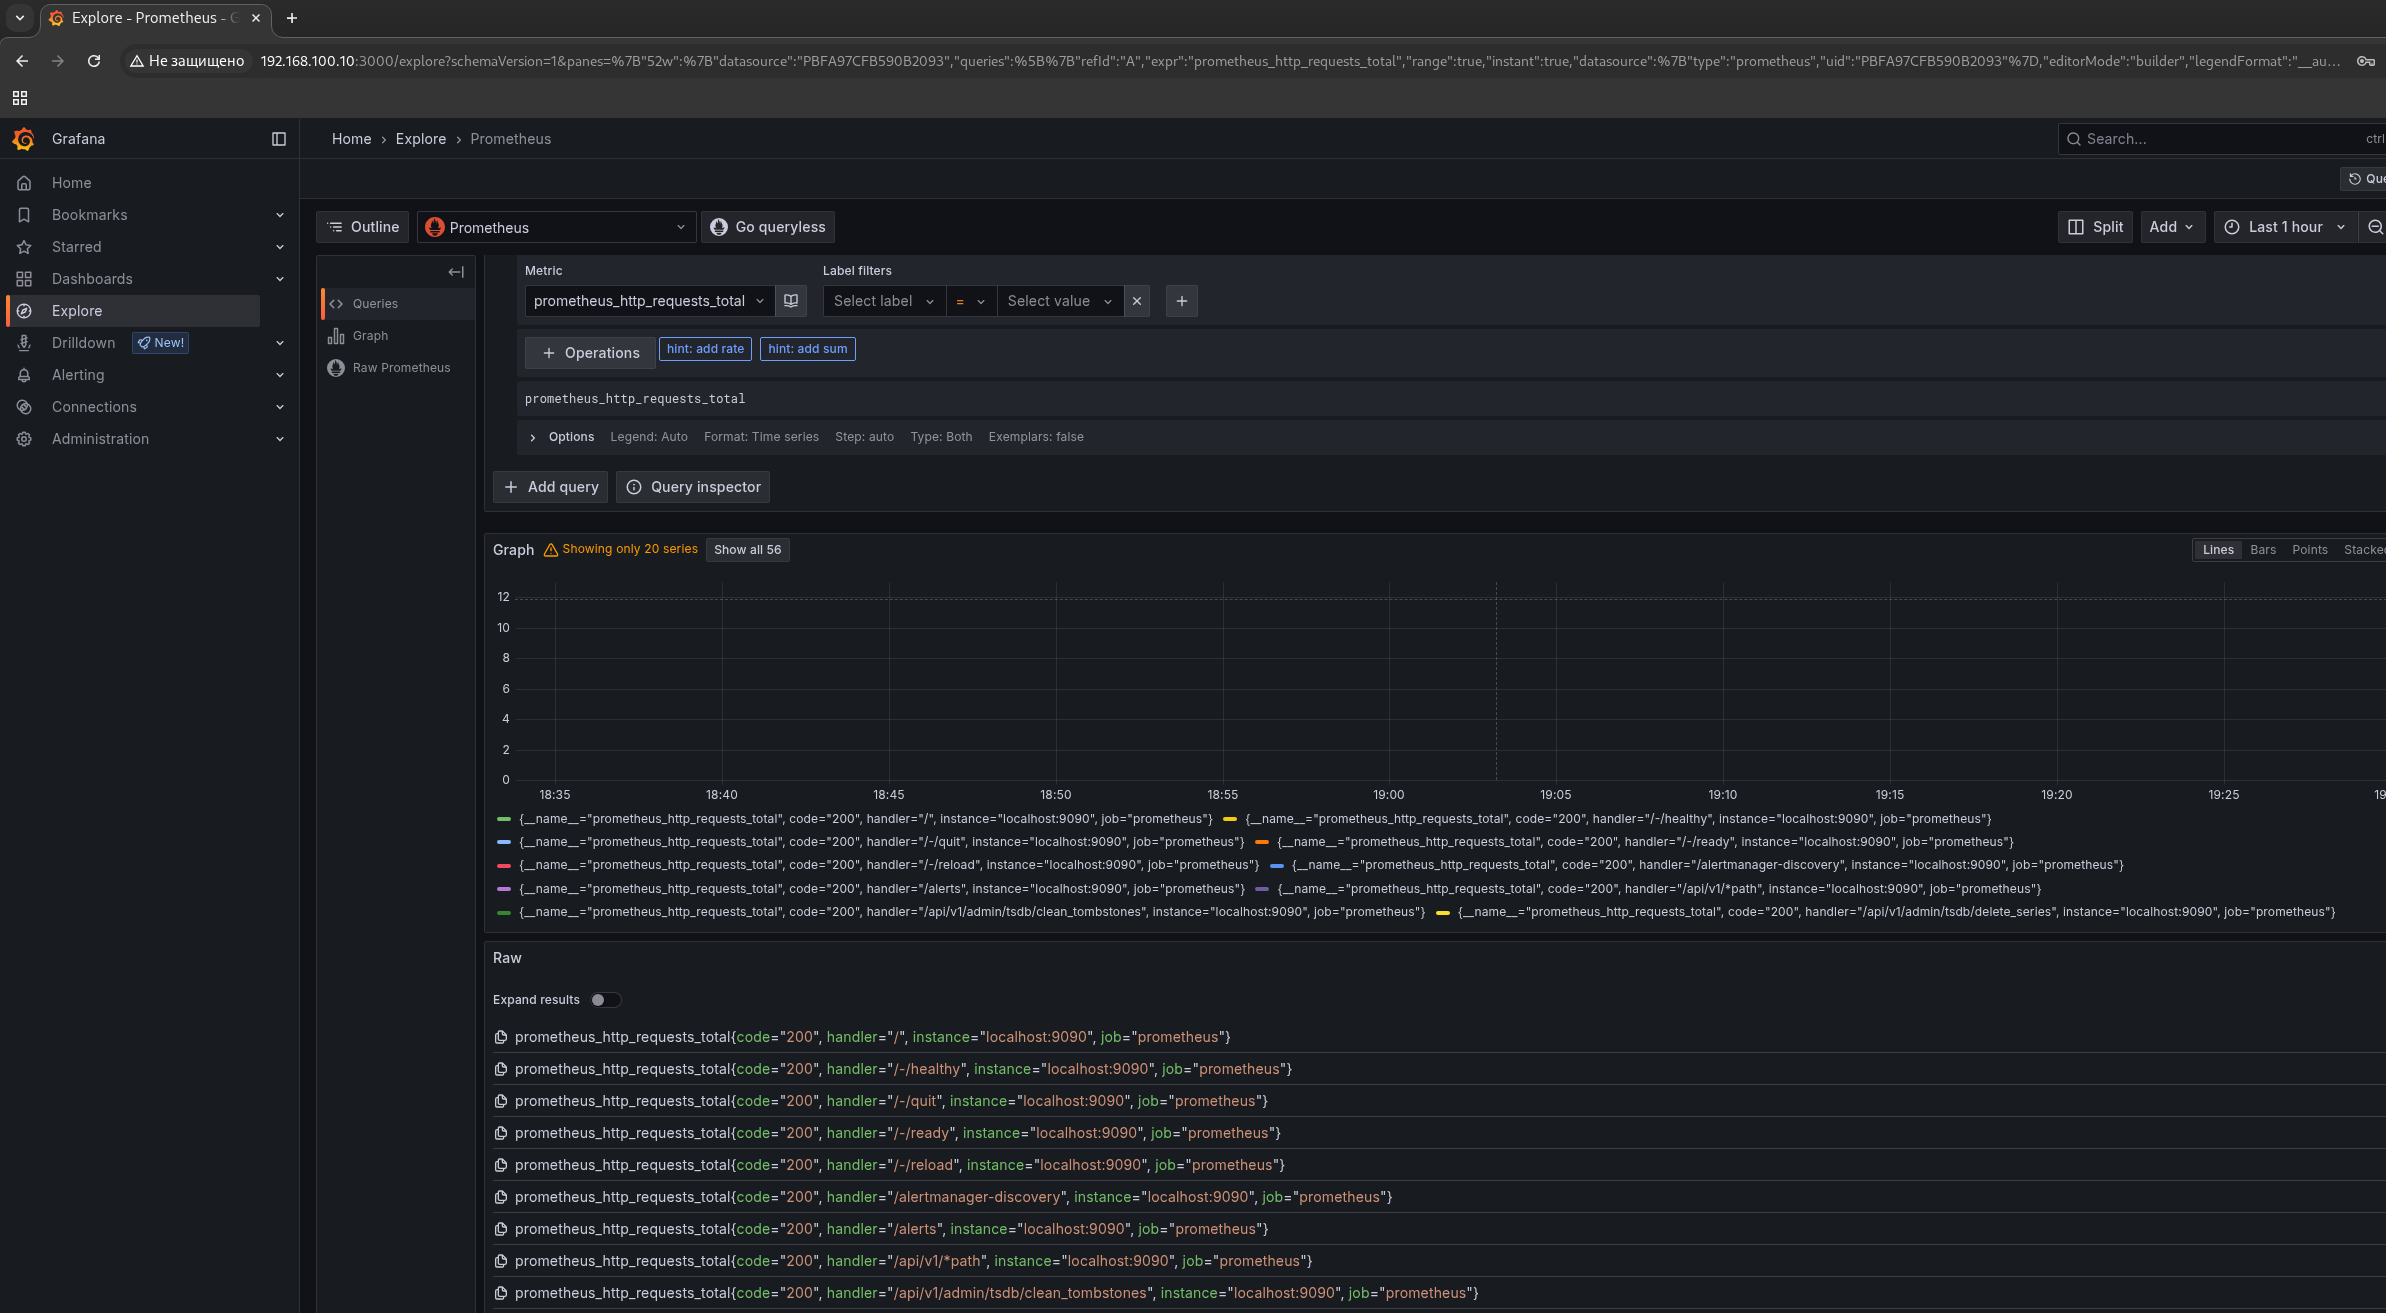 Explore - Prometheus - G
Не защищено 192.168.100.10:3000/explore?schemaVersion=1&panes=%7B"52w":%7B"datasource":"PBFA97CFB590B2093","queries":%5B%7B"refId":"A","expr":"prometheus_http_requests_total","range":true,"instant":true,"datasource":%7B"type":"prometheus","uid":"PBFA97CFB590B2093"%7D,"editorMode":"builder","legendFormat":"__au...
Grafana
Home › Explore › Prometheus
Search... ctrl
Home
Bookmarks
Starred
Dashboards
Explore
Drilldown New!
Alerting
Connections
Administration
Que
Outline Prometheus Go queryless Split Add Last 1 hour
Queries
Graph
Raw Prometheus
Metric Label filters
prometheus_http_requests_total Select label = Select value
+ Operations hint: add rate hint: add sum
prometheus_http_requests_total
Options Legend: Auto Format: Time series Step: auto Type: Both Exemplars: false
+ Add query Query inspector
Graph Showing only 20 series Show all 56 Lines Bars Points Stacked
12
10
8
6
4
2
0
18:35 18:40 18:45 18:50 18:55 19:00 19:05 19:10 19:15 19:20 19:25 19
{__name__="prometheus_http_requests_total", code="200", handler="/", instance="localhost:9090", job="prometheus"} {__name__="prometheus_http_requests_total", code="200", handler="/-/healthy", instance="localhost:9090", job="prometheus"}
{__name__="prometheus_http_requests_total", code="200", handler="/-/quit", instance="localhost:9090", job="prometheus"} {__name__="prometheus_http_requests_total", code="200", handler="/-/ready", instance="localhost:9090", job="prometheus"}
{__name__="prometheus_http_requests_total", code="200", handler="/-/reload", instance="localhost:9090", job="prometheus"} {__name__="prometheus_http_requests_total", code="200", handler="/alertmanager-discovery", instance="localhost:9090", job="prometheus"}
{__name__="prometheus_http_requests_total", code="200", handler="/alerts", instance="localhost:9090", job="prometheus"} {__name__="prometheus_http_requests_total", code="200", handler="/api/v1/*path", instance="localhost:9090", job="prometheus"}
{__name__="prometheus_http_requests_total", code="200", handler="/api/v1/admin/tsdb/clean_tombstones", instance="localhost:9090", job="prometheus"} {__name__="prometheus_http_requests_total", code="200", handler="/api/v1/admin/tsdb/delete_series", instance="localhost:9090", job="prometheus"}
Raw
Expand results
prometheus_http_requests_total{code="200", handler="/", instance="localhost:9090", job="prometheus"}
prometheus_http_requests_total{code="200", handler="/-/healthy", instance="localhost:9090", job="prometheus"}
prometheus_http_requests_total{code="200", handler="/-/quit", instance="localhost:9090", job="prometheus"}
prometheus_http_requests_total{code="200", handler="/-/ready", instance="localhost:9090", job="prometheus"}
prometheus_http_requests_total{code="200", handler="/-/reload", instance="localhost:9090", job="prometheus"}
prometheus_http_requests_total{code="200", handler="/alertmanager-discovery", instance="localhost:9090", job="prometheus"}
prometheus_http_requests_total{code="200", handler="/alerts", instance="localhost:9090", job="prometheus"}
prometheus_http_requests_total{code="200", handler="/api/v1/*path", instance="localhost:9090", job="prometheus"}
prometheus_http_requests_total{code="200", handler="/api/v1/admin/tsdb/clean_tombstones", instance="localhost:9090", job="prometheus"}